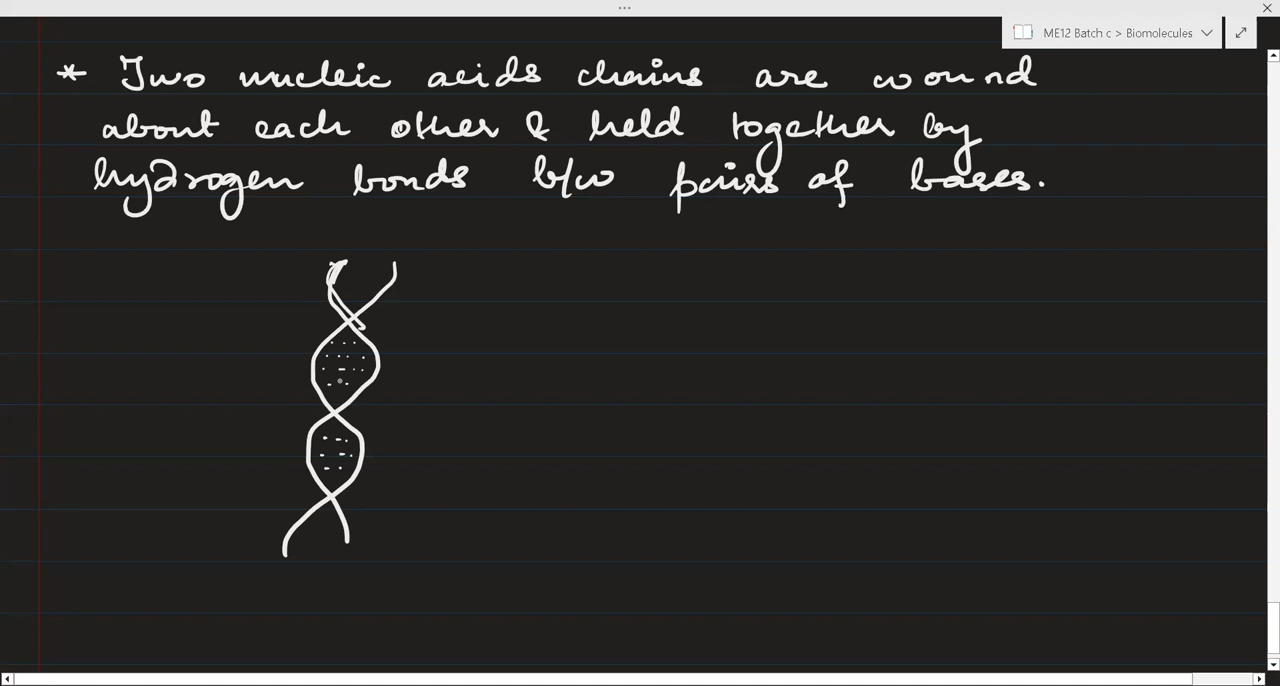 ME12 Batch c > Biomolecules
* Two nucleic acids chains are wound
about each other & held together by
hydrogen bonds b/w pairs of bases.